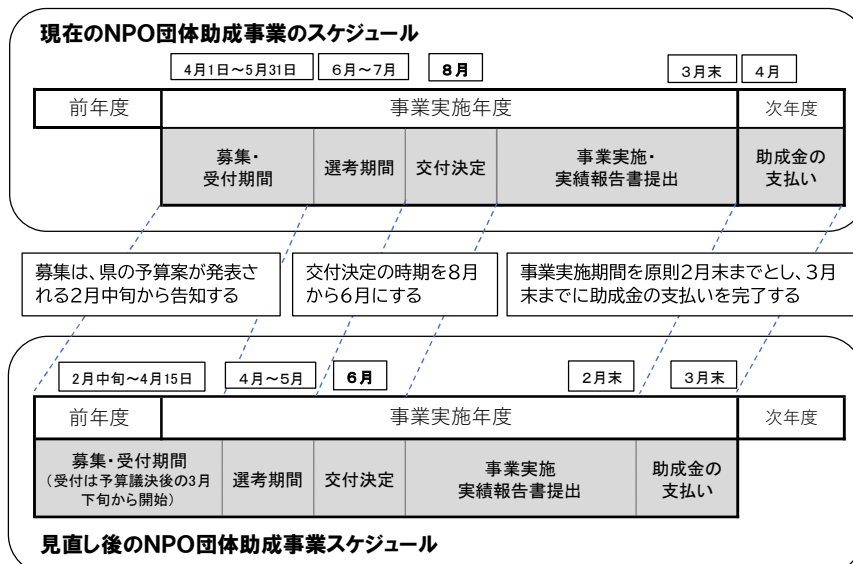 現在のNPO団体助成事業のスケジュール
4月1日～5月31日
6月～7月
8月
3月末
4月
前年度
事業実施年度
次年度
募集・
受付期間
選考期間
交付決定
事業実施・
実績報告書提出
助成金の
支払い
募集は、県の予算案が発表さ
れる2月中旬から告知する
交付決定の時期を8月
から6月にする
事業実施期間を原則2月末までとし、3月
末までに助成金の支払いを完了する
2月中旬～4月15日
4月～5月
6月
2月末
3月末
前年度
事業実施年度
次年度
募集・受付期間
（受付は予算議決後の3月
下旬から開始）
選考期間
交付決定
事業実施
実績報告書提出
助成金の
支払い
見直し後のNPO団体助成事業スケジュール